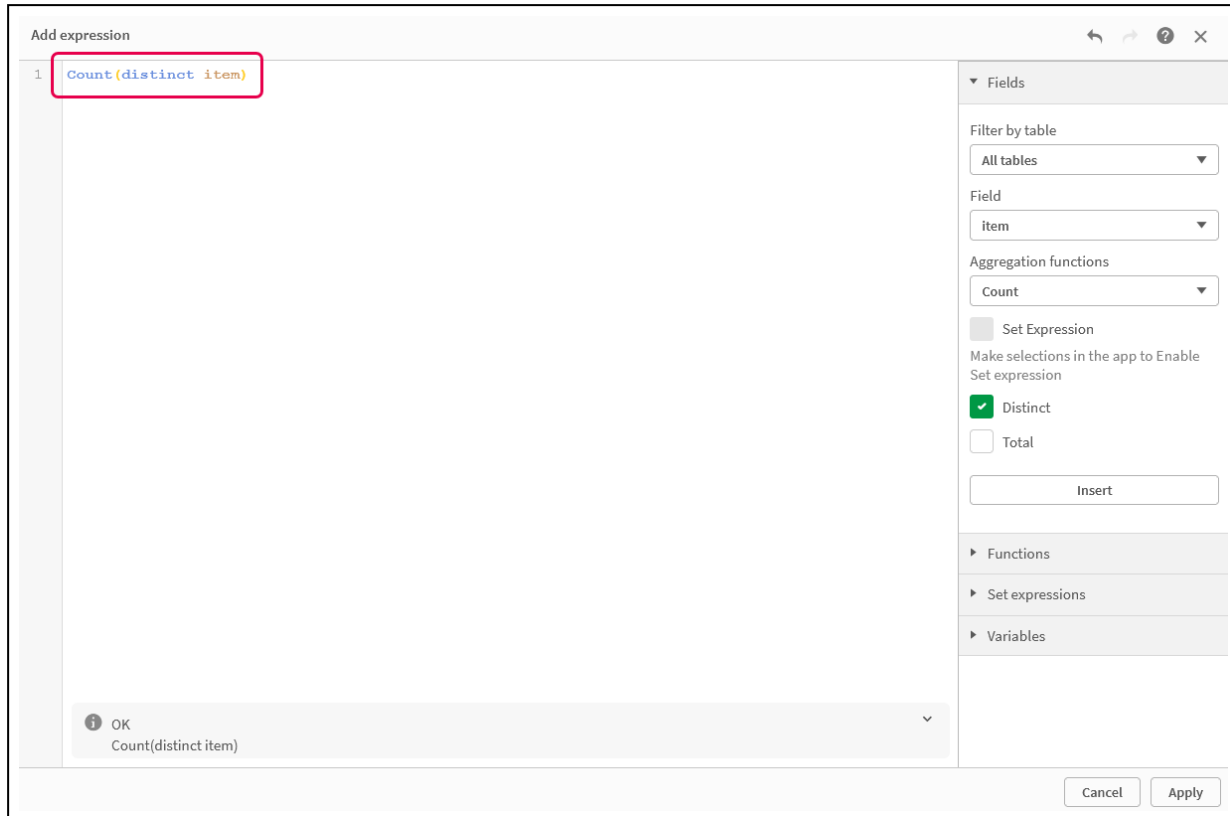 Add expression
1
Count(distinct item)
Fields
Filter by table
All tables
Field
item
Aggregation functions
Count
Set Expression
Make selections in the app to Enable
Set expression
Distinct
Total
Insert
Functions
Set expressions
Variables
OK
Count(distinct item)
Cancel
Apply